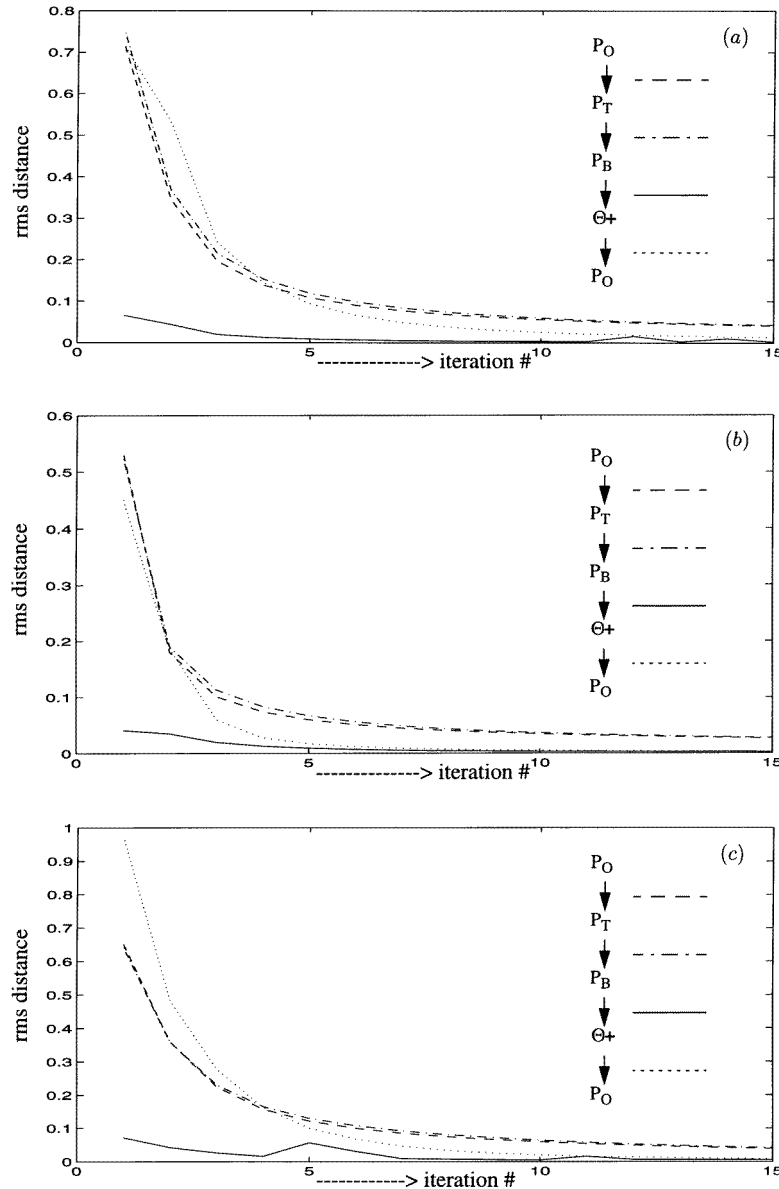 0.8
0.7
0.6
0.5
0.4
0.3
0.2
0.1
0
0
5
10
15
rms distance
------------> iteration #
(a)
P_O
P_T
P_B
Θ+
P_O
0.6
0.5
0.4
0.3
0.2
0.1
0
0
5
10
15
rms distance
------------> iteration #
(b)
P_O
P_T
P_B
Θ+
P_O
1
0.9
0.8
0.7
0.6
0.5
0.4
0.3
0.2
0.1
0
0
5
10
15
rms distance
------------> iteration #
(c)
P_O
P_T
P_B
Θ+
P_O